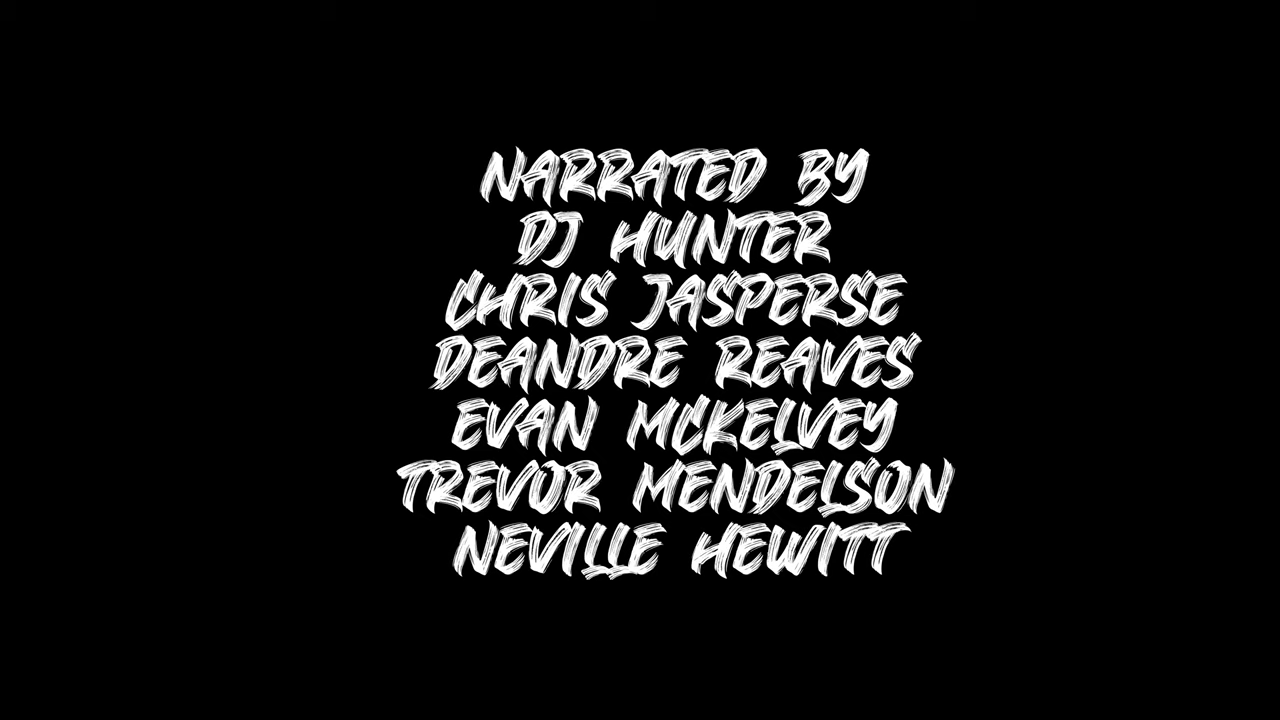 NARRATED BY
DJ HUNTER
CHRIS JASPERSE
DEANDRE REAVES
EVAN MCKELVEY
TREVOR MENDELSON
NEVILLE HEWITT